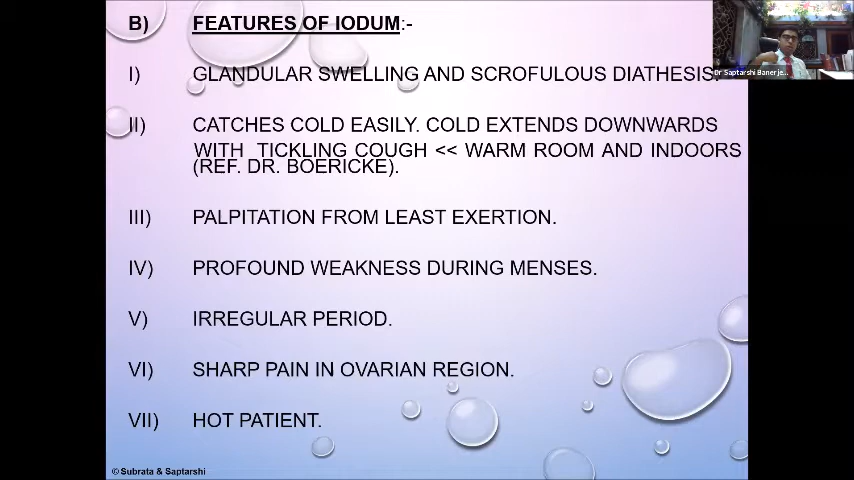 B) FEATURES OF IODUM:-
I) GLANDULAR SWELLING AND SCROFULOUS DIATHESIS.
II) CATCHES COLD EASILY. COLD EXTENDS DOWNWARDS
WITH TICKLING COUGH << WARM ROOM AND INDOORS
(REF. DR. BOERICKE).
III) PALPITATION FROM LEAST EXERTION.
IV) PROFOUND WEAKNESS DURING MENSES.
V) IRREGULAR PERIOD.
VI) SHARP PAIN IN OVARIAN REGION.
VII) HOT PATIENT.
© Subrata & Saptarshi
Dr Saptarshi Banerje...